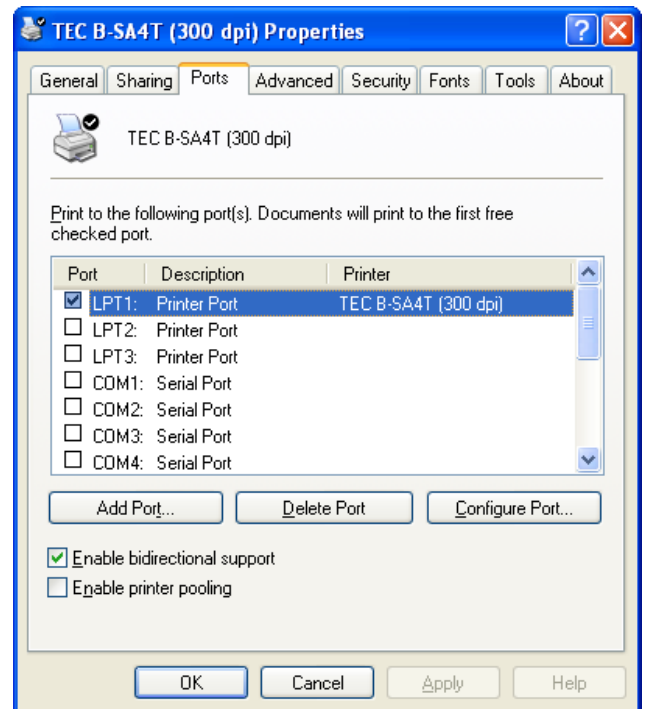 TEC B-SA4T (300 dpi) Properties
General Sharing Ports Advanced Security Fonts Tools About
TEC B-SA4T (300 dpi)
Print to the following port(s). Documents will print to the first free
checked port.
Port Description Printer
LPT1: Printer Port TEC B-SA4T (300 dpi)
LPT2: Printer Port
LPT3: Printer Port
COM1: Serial Port
COM2: Serial Port
COM3: Serial Port
COM4: Serial Port
Add Port... Delete Port Configure Port...
Enable bidirectional support
Enable printer pooling
OK Cancel Apply Help